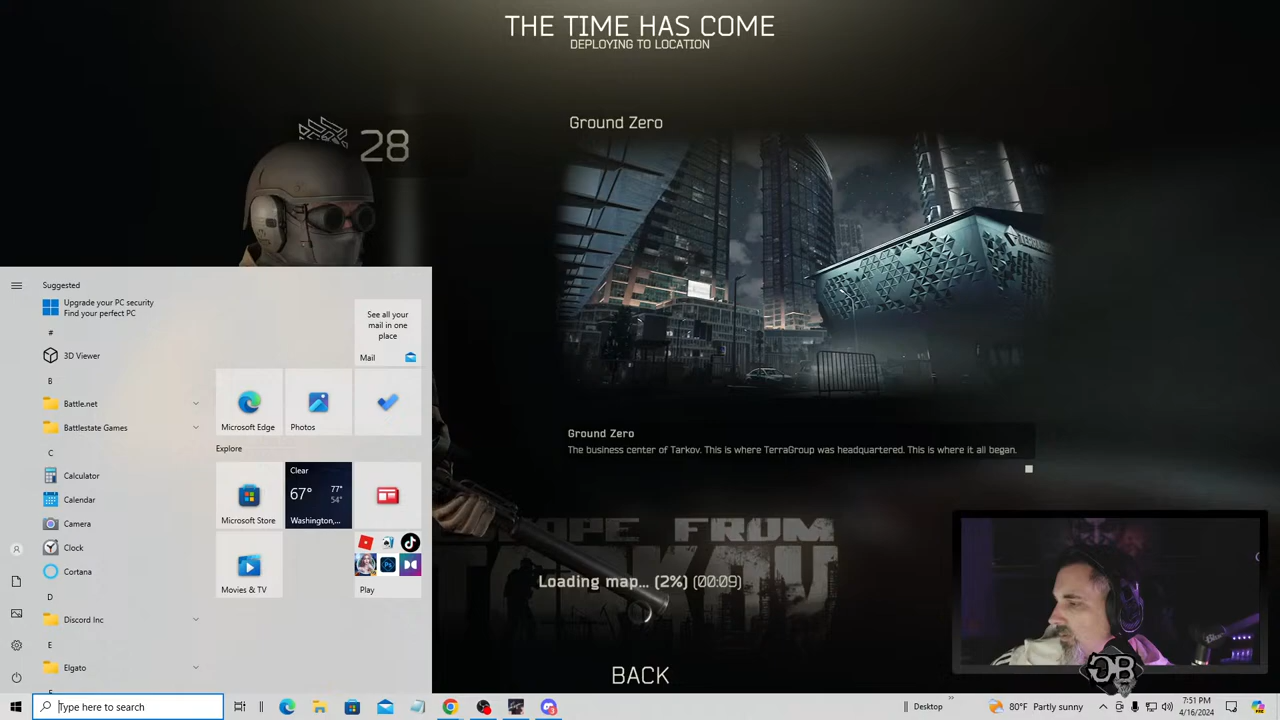 THE TIME HAS COME
DEPLOYING TO LOCATION
28
Ground Zero
Ground Zero
The business center of Tarkov. This is where TerraGroup was headquartered. This is where it all began.
Loading map... (2%) (00:09)
BACK
Suggested
Upgrade your PC security
Find your perfect PC
#
3D Viewer
B
Battle.net
Battlestate Games
C
Calculator
Calendar
Camera
Clock
Cortana
D
Discord Inc
E
Elgato
See all your
mail in one
place
Mail
Microsoft Edge
Photos
Explore
Microsoft Store
Clear
67°
77°
54°
Washington,...
Movies & TV
Play
Type here to search
Desktop
80°F Partly sunny
7:51 PM
4/16/2024